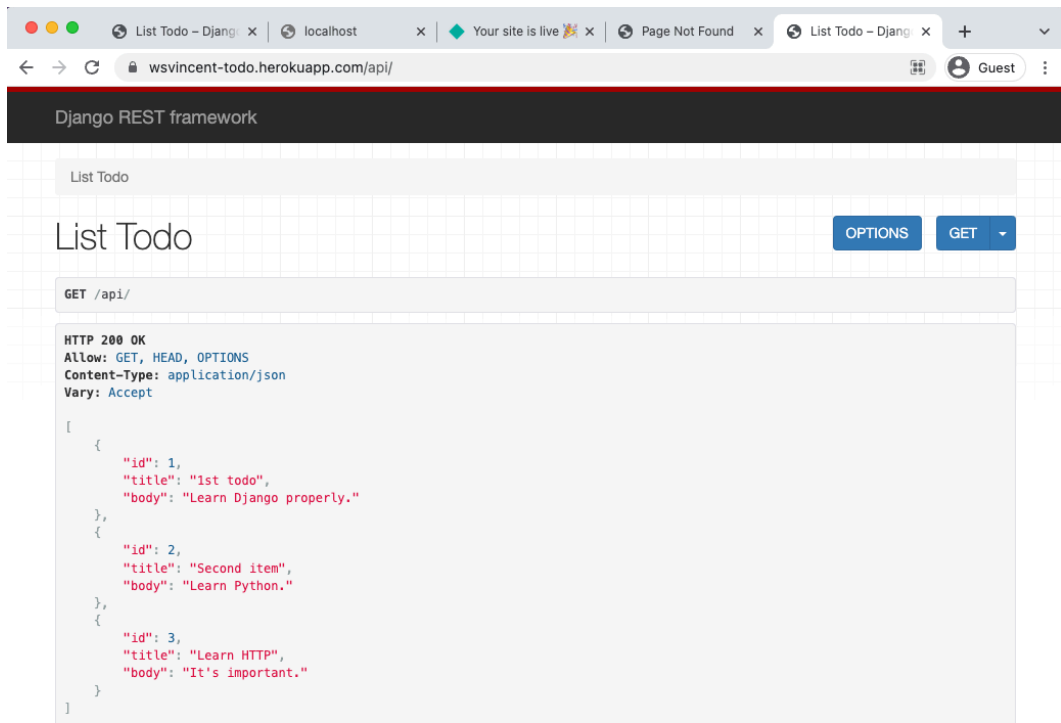 List Todo – Djang
localhost
Your site is live 🎉
Page Not Found
List Todo – Djang
wsvincent-todo.herokuapp.com/api/
Guest
Django REST framework
List Todo
List Todo
OPTIONS
GET
GET /api/
HTTP 200 OK
Allow: GET, HEAD, OPTIONS
Content-Type: application/json
Vary: Accept
[
    {
        "id": 1,
        "title": "1st todo",
        "body": "Learn Django properly."
    },
    {
        "id": 2,
        "title": "Second item",
        "body": "Learn Python."
    },
    {
        "id": 3,
        "title": "Learn HTTP",
        "body": "It's important."
    }
]